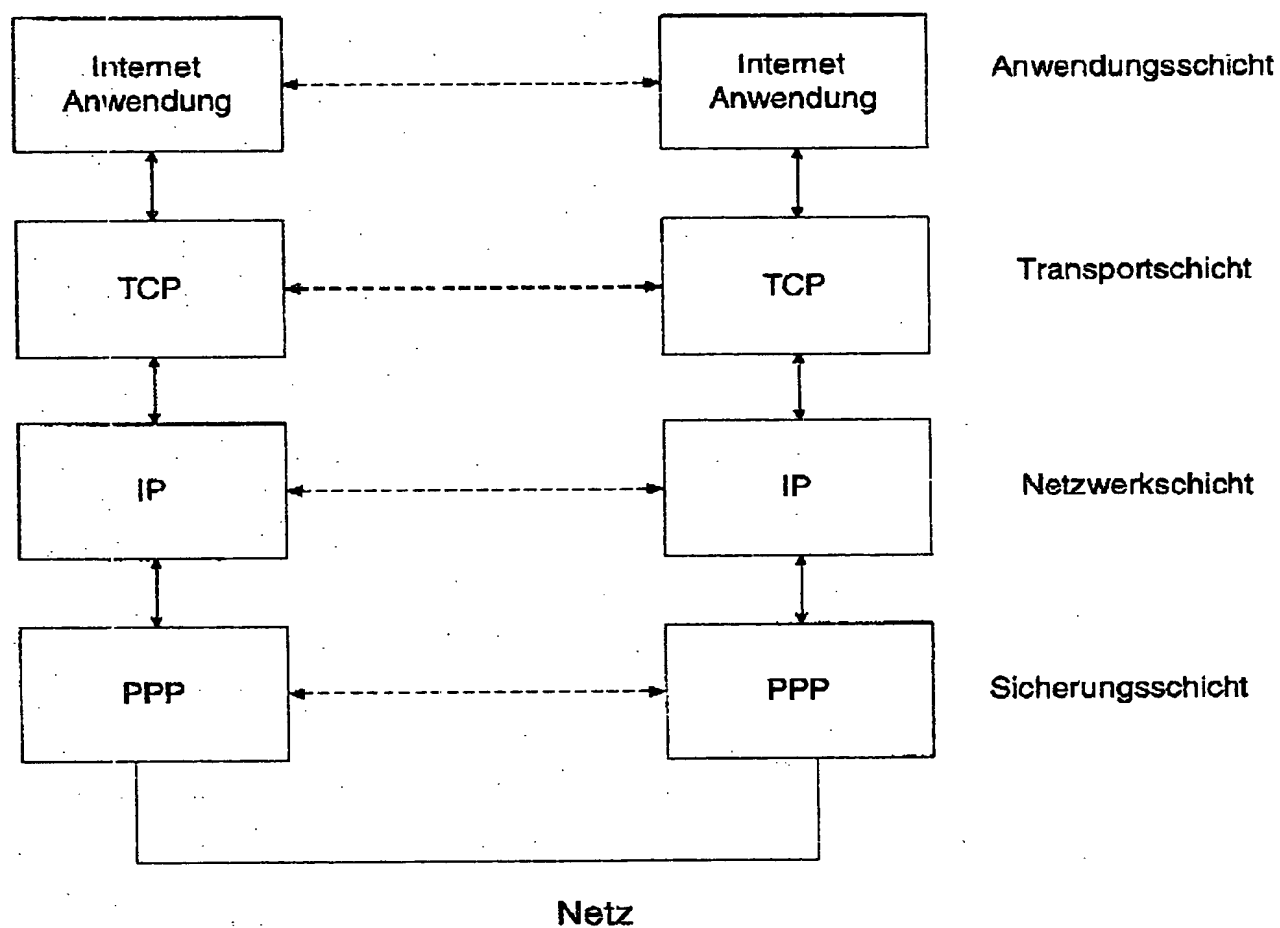 Internet
Anwendung
Internet
Anwendung
Anwendungsschicht
TCP
TCP
Transportschicht
IP
IP
Netzwerkschicht
PPP
PPP
Sicherungsschicht
Netz